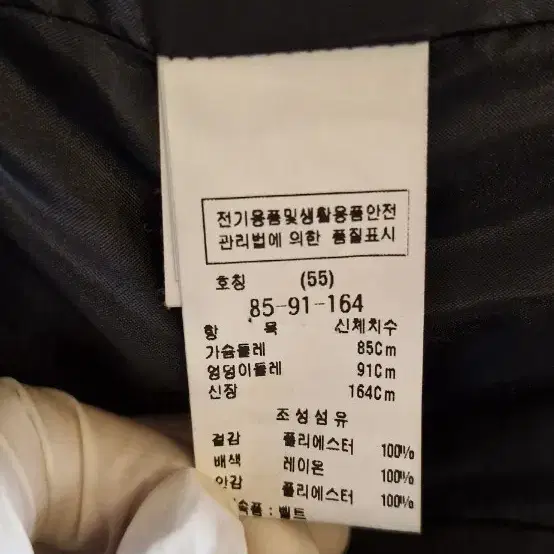 전기용품및생활용품안전
관리법에 의한 품질표시
호칭 (55)
85-91-164
항 목 신체치수
가슴둘레 85Cm
엉덩이둘레 91Cm
신장 164Cm
조성섬유
겉감 폴리에스터 100%
배색 레이온 100%
안감 폴리에스터 100%
속품 : 벨트